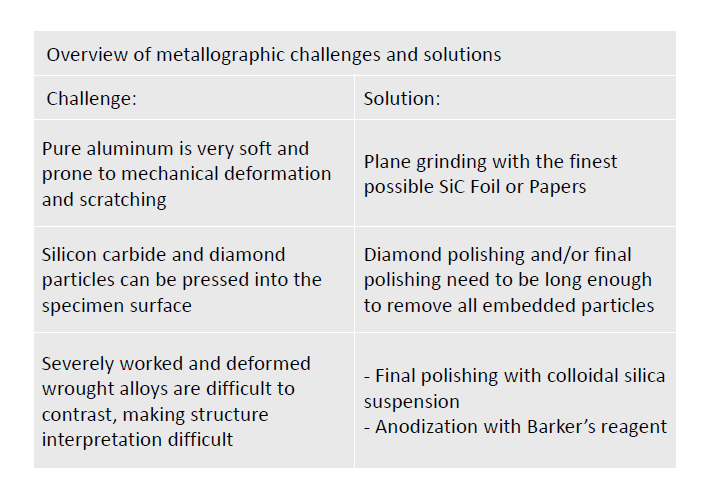 Overview of metallographic challenges and solutions
Challenge:
Solution:
Pure aluminum is very soft and
prone to mechanical deformation
and scratching
Plane grinding with the finest
possible SiC Foil or Papers
Silicon carbide and diamond
particles can be pressed into the
specimen surface
Diamond polishing and/or final
polishing need to be long enough
to remove all embedded particles
Severely worked and deformed
wrought alloys are difficult to
contrast, making structure
interpretation difficult
- Final polishing with colloidal silica
suspension
- Anodization with Barker’s reagent